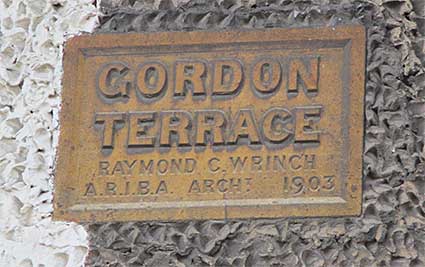 GORDON
TERRACE
RAYMOND C. WRINCH
A.R.I.B.A. ARCHT 1903